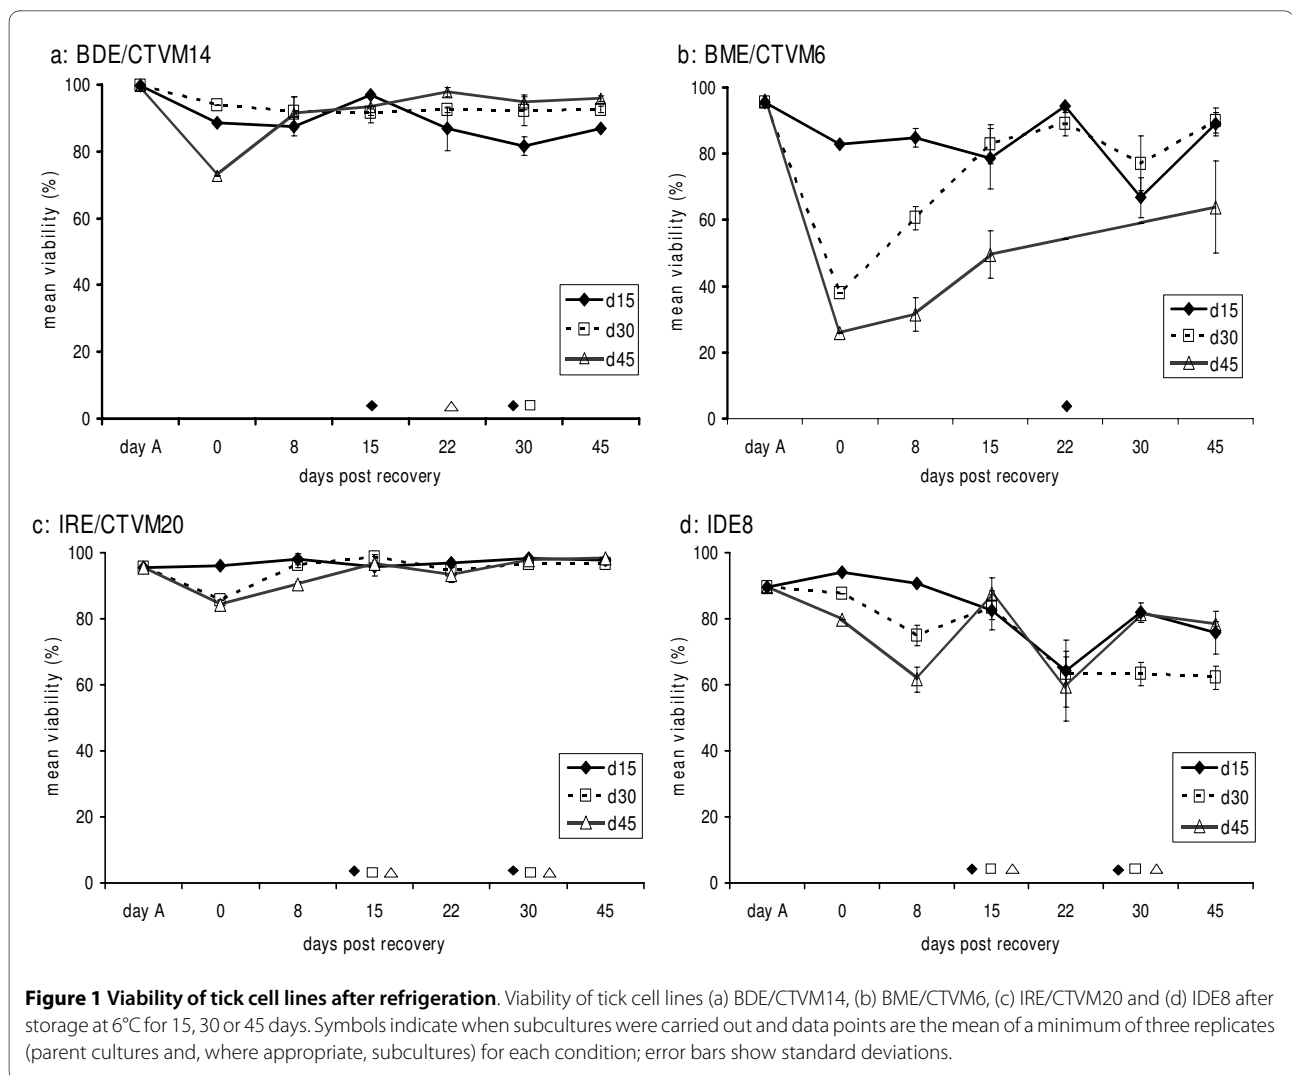 a: BDE/CTVM14
100
80
60
40
20
0
mean viability (%)
d15
d30
d45
day A 0 8 15 22 30 45
days post recovery
b: BME/CTVM6
100
80
60
40
20
0
mean viability (%)
d15
d30
d45
day A 0 8 15 22 30 45
days post recovery
c: IRE/CTVM20
100
80
60
40
20
0
mean viability (%)
d15
d30
d45
day A 0 8 15 22 30 45
days post recovery
d: IDE8
100
80
60
40
20
0
mean viability (%)
d15
d30
d45
day A 0 8 15 22 30 45
days post recovery
Figure 1 Viability of tick cell lines after refrigeration. Viability of tick cell lines (a) BDE/CTVM14, (b) BME/CTVM6, (c) IRE/CTVM20 and (d) IDE8 after
storage at 6°C for 15, 30 or 45 days. Symbols indicate when subcultures were carried out and data points are the mean of a minimum of three replicates
(parent cultures and, where appropriate, subcultures) for each condition; error bars show standard deviations.